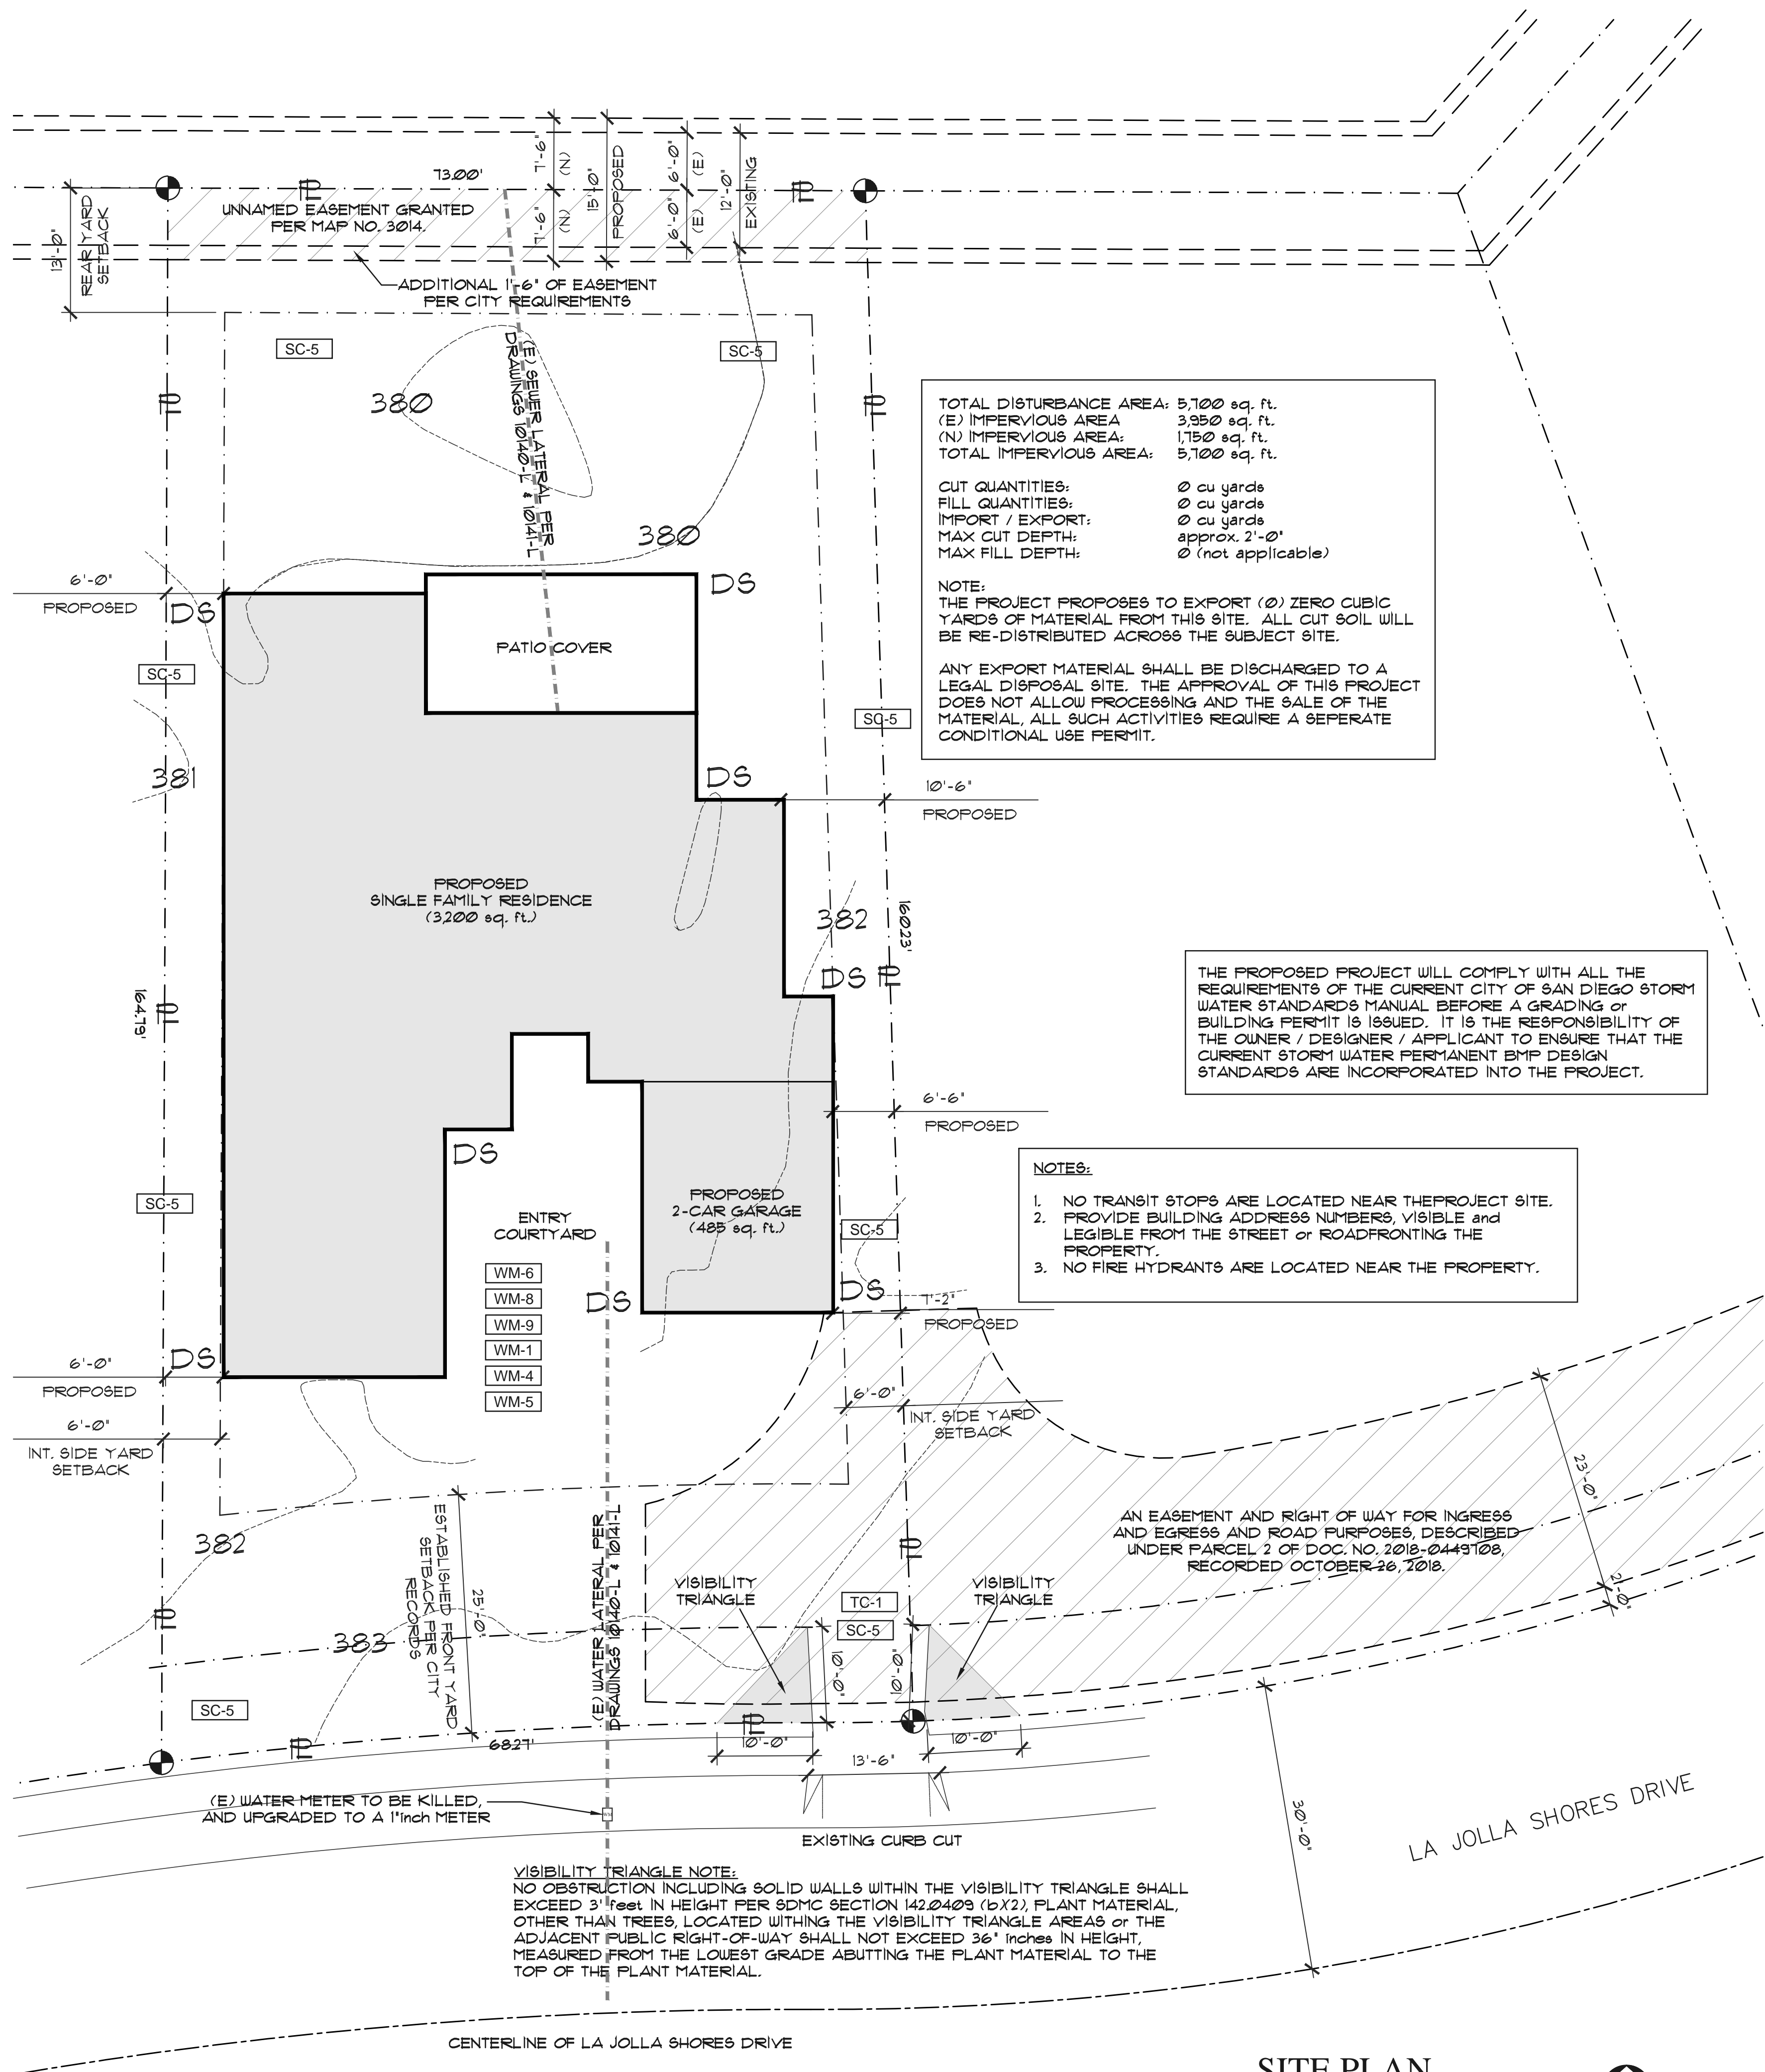 73.00'
7'-6"
(N)
7'-6"
(N)
15'-0"
PROPOSED
6'-0"
(E)
6'-0"
(E)
12'-0"
EXISTING
UNNAMED EASEMENT GRANTED
PER MAP NO. 3014.
13'-0"
REAR YARD
SETBACK
ADDITIONAL 1'-6" OF EASEMENT
PER CITY REQUIREMENTS
SC-5
SC-5
380
(E) SEWER LATERAL PER
DRAWINGS 10140-L & 10141-L
380
TOTAL DISTURBANCE AREA: 5,700 sq. ft.
(E) IMPERVIOUS AREA 3,950 sq. ft.
(N) IMPERVIOUS AREA: 1,750 sq. ft.
TOTAL IMPERVIOUS AREA: 5,700 sq. ft.
CUT QUANTITIES: 0 cu yards
FILL QUANTITIES: 0 cu yards
IMPORT / EXPORT: 0 cu yards
MAX CUT DEPTH: approx. 2'-0"
MAX FILL DEPTH: 0 (not applicable)
NOTE:
THE PROJECT PROPOSES TO EXPORT (0) ZERO CUBIC
YARDS OF MATERIAL FROM THIS SITE. ALL CUT SOIL WILL
BE RE-DISTRIBUTED ACROSS THE SUBJECT SITE.
ANY EXPORT MATERIAL SHALL BE DISCHARGED TO A
LEGAL DISPOSAL SITE. THE APPROVAL OF THIS PROJECT
DOES NOT ALLOW PROCESSING AND THE SALE OF THE
MATERIAL, ALL SUCH ACTIVITIES REQUIRE A SEPERATE
CONDITIONAL USE PERMIT.
6'-0"
PROPOSED
DS
DS
PATIO COVER
SC-5
SC-5
381
DS
10'-6"
PROPOSED
PROPOSED
SINGLE FAMILY RESIDENCE
(3,200 sq. ft.)
382
160.23'
DS
164.79'
THE PROPOSED PROJECT WILL COMPLY WITH ALL THE
REQUIREMENTS OF THE CURRENT CITY OF SAN DIEGO STORM
WATER STANDARDS MANUAL BEFORE A GRADING or
BUILDING PERMIT IS ISSUED. IT IS THE RESPONSIBILITY OF
THE OWNER / DESIGNER / APPLICANT TO ENSURE THAT THE
CURRENT STORM WATER PERMANENT BMP DESIGN
STANDARDS ARE INCORPORATED INTO THE PROJECT.
6'-6"
PROPOSED
DS
NOTES:
1. NO TRANSIT STOPS ARE LOCATED NEAR THEPROJECT SITE.
2. PROVIDE BUILDING ADDRESS NUMBERS, VISIBLE and
LEGIBLE FROM THE STREET or ROADFRONTING THE
PROPERTY.
3. NO FIRE HYDRANTS ARE LOCATED NEAR THE PROPERTY.
SC-5
ENTRY
COURTYARD
PROPOSED
2-CAR GARAGE
(485 sq. ft.)
SC-5
WM-6
WM-8
WM-9
WM-1
WM-4
WM-5
DS
DS
7'-2"
PROPOSED
DS
6'-0"
PROPOSED
6'-0"
INT. SIDE YARD
SETBACK
6'-0"
INT. SIDE YARD
SETBACK
382
ESTABLISHED FRONT YARD
SETBACK PER CITY
RECORDS
25'-0"
(E) WATER LATERAL PER
DRAWINGS 10140-L & 10141-L
AN EASEMENT AND RIGHT OF WAY FOR INGRESS
AND EGRESS AND ROAD PURPOSES, DESCRIBED
UNDER PARCEL 2 OF DOC. NO. 2018-0449708,
RECORDED OCTOBER 26, 2018.
23'-0"
2'-0"
VISIBILITY
TRIANGLE
VISIBILITY
TRIANGLE
TC-1
SC-5
383
10'-0"
10'-0"
SC-5
68.27'
10'-0"
10'-0"
13'-6"
(E) WATER METER TO BE KILLED,
AND UPGRADED TO A 1"inch METER
EXISTING CURB CUT
30'-0"
LA JOLLA SHORES DRIVE
VISIBILITY TRIANGLE NOTE:
NO OBSTRUCTION INCLUDING SOLID WALLS WITHIN THE VISIBILITY TRIANGLE SHALL
EXCEED 3' feet IN HEIGHT PER SDMC SECTION 142.0409 (b)(2), PLANT MATERIAL,
OTHER THAN TREES, LOCATED WITHING THE VISIBILITY TRIANGLE AREAS or THE
ADJACENT PUBLIC RIGHT-OF-WAY SHALL NOT EXCEED 36" inches IN HEIGHT,
MEASURED FROM THE LOWEST GRADE ABUTTING THE PLANT MATERIAL TO THE
TOP OF THE PLANT MATERIAL.
CENTERLINE OF LA JOLLA SHORES DRIVE
SITE PLAN